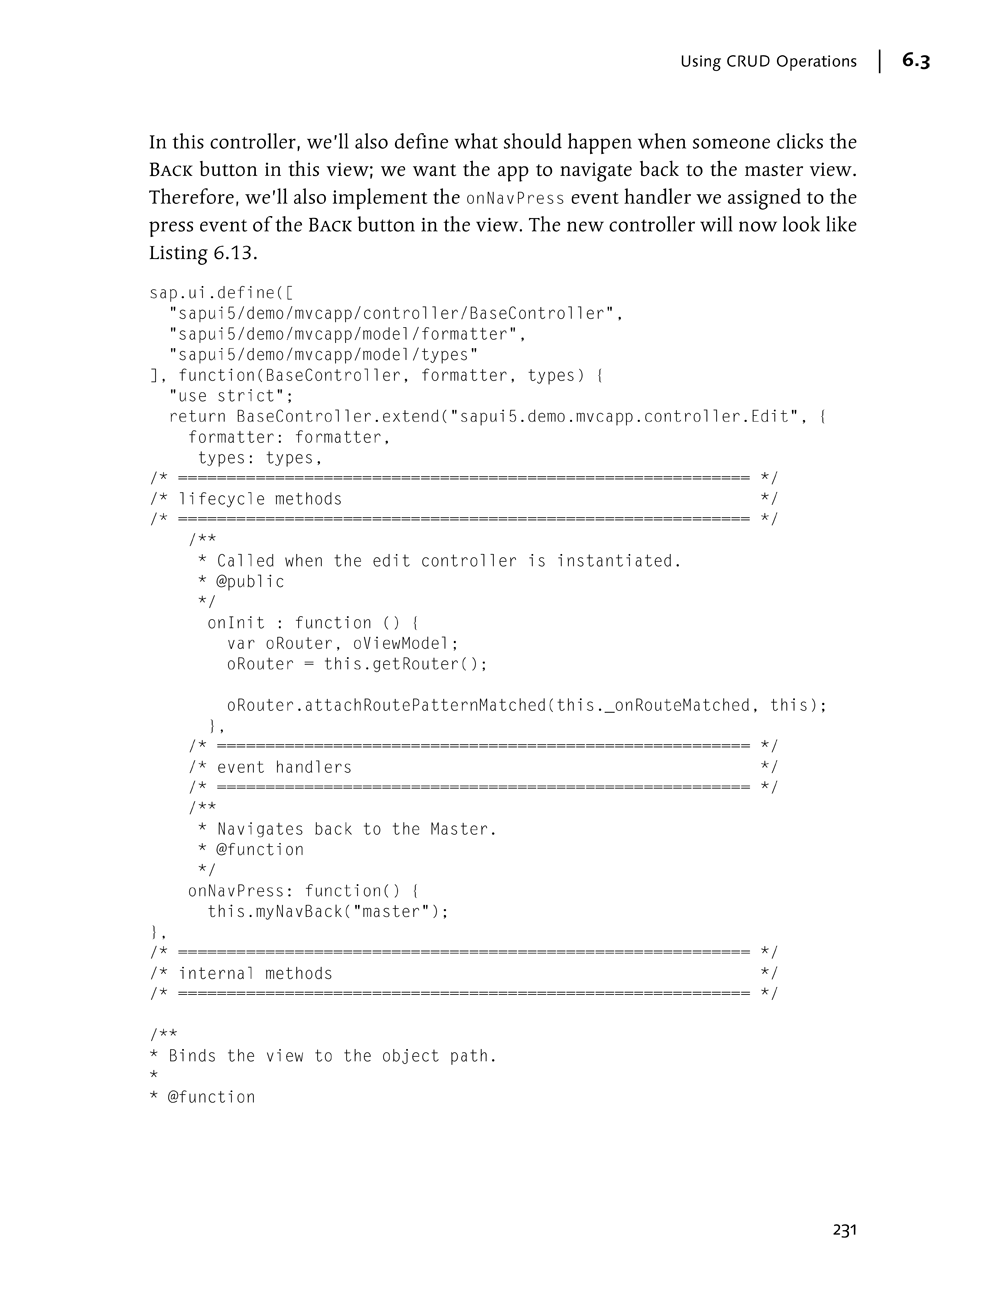 Using CRUD Operations | 6.3
In this controller, we'll also define what should happen when someone clicks the
BACK button in this view; we want the app to navigate back to the master view.
Therefore, we'll also implement the onNavPress event handler we assigned to the
press event of the BACK button in the view. The new controller will now look like
Listing 6.13.
sap.ui.define([
  "sapui5/demo/mvcapp/controller/BaseController",
  "sapui5/demo/mvcapp/model/formatter",
  "sapui5/demo/mvcapp/model/types"
], function(BaseController, formatter, types) {
  "use strict";
  return BaseController.extend("sapui5.demo.mvcapp.controller.Edit", {
    formatter: formatter,
     types: types,
/* =========================================================== */
/* lifecycle methods                                           */
/* =========================================================== */
    /**
     * Called when the edit controller is instantiated.
     * @public
     */
      onInit : function () {
        var oRouter, oViewModel;
        oRouter = this.getRouter();
        oRouter.attachRoutePatternMatched(this._onRouteMatched, this);
      },
    /* ======================================================= */
    /* event handlers                                          */
    /* ======================================================= */
    /**
     * Navigates back to the Master.
     * @function
     */
    onNavPress: function() {
      this.myNavBack("master");
},
/* =========================================================== */
/* internal methods                                            */
/* =========================================================== */
/**
* Binds the view to the object path.
*
* @function
231